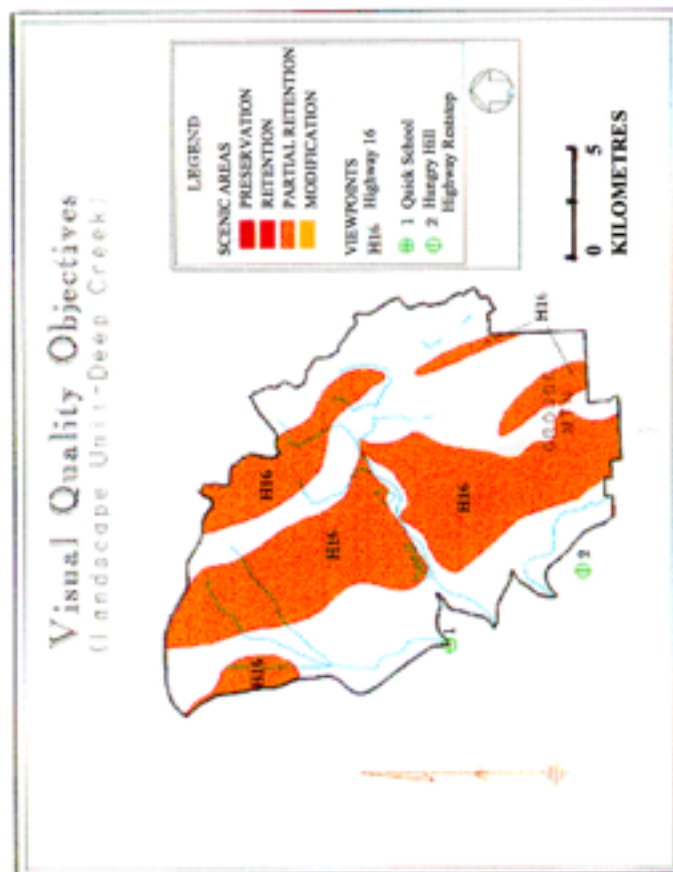 Visual Quality Objectives
(Landscape Unit-Deep Creek)
LEGEND
SCENIC AREAS
PRESERVATION
RETENTION
PARTIAL RETENTION
MODIFICATION
VIEWPOINTS
H16 Highway 16
1 Quick School
2 Hungry Hill
Highway Reststop
0 5
KILOMETRES
H16
H16
H16
H16
H16
MT
1
2